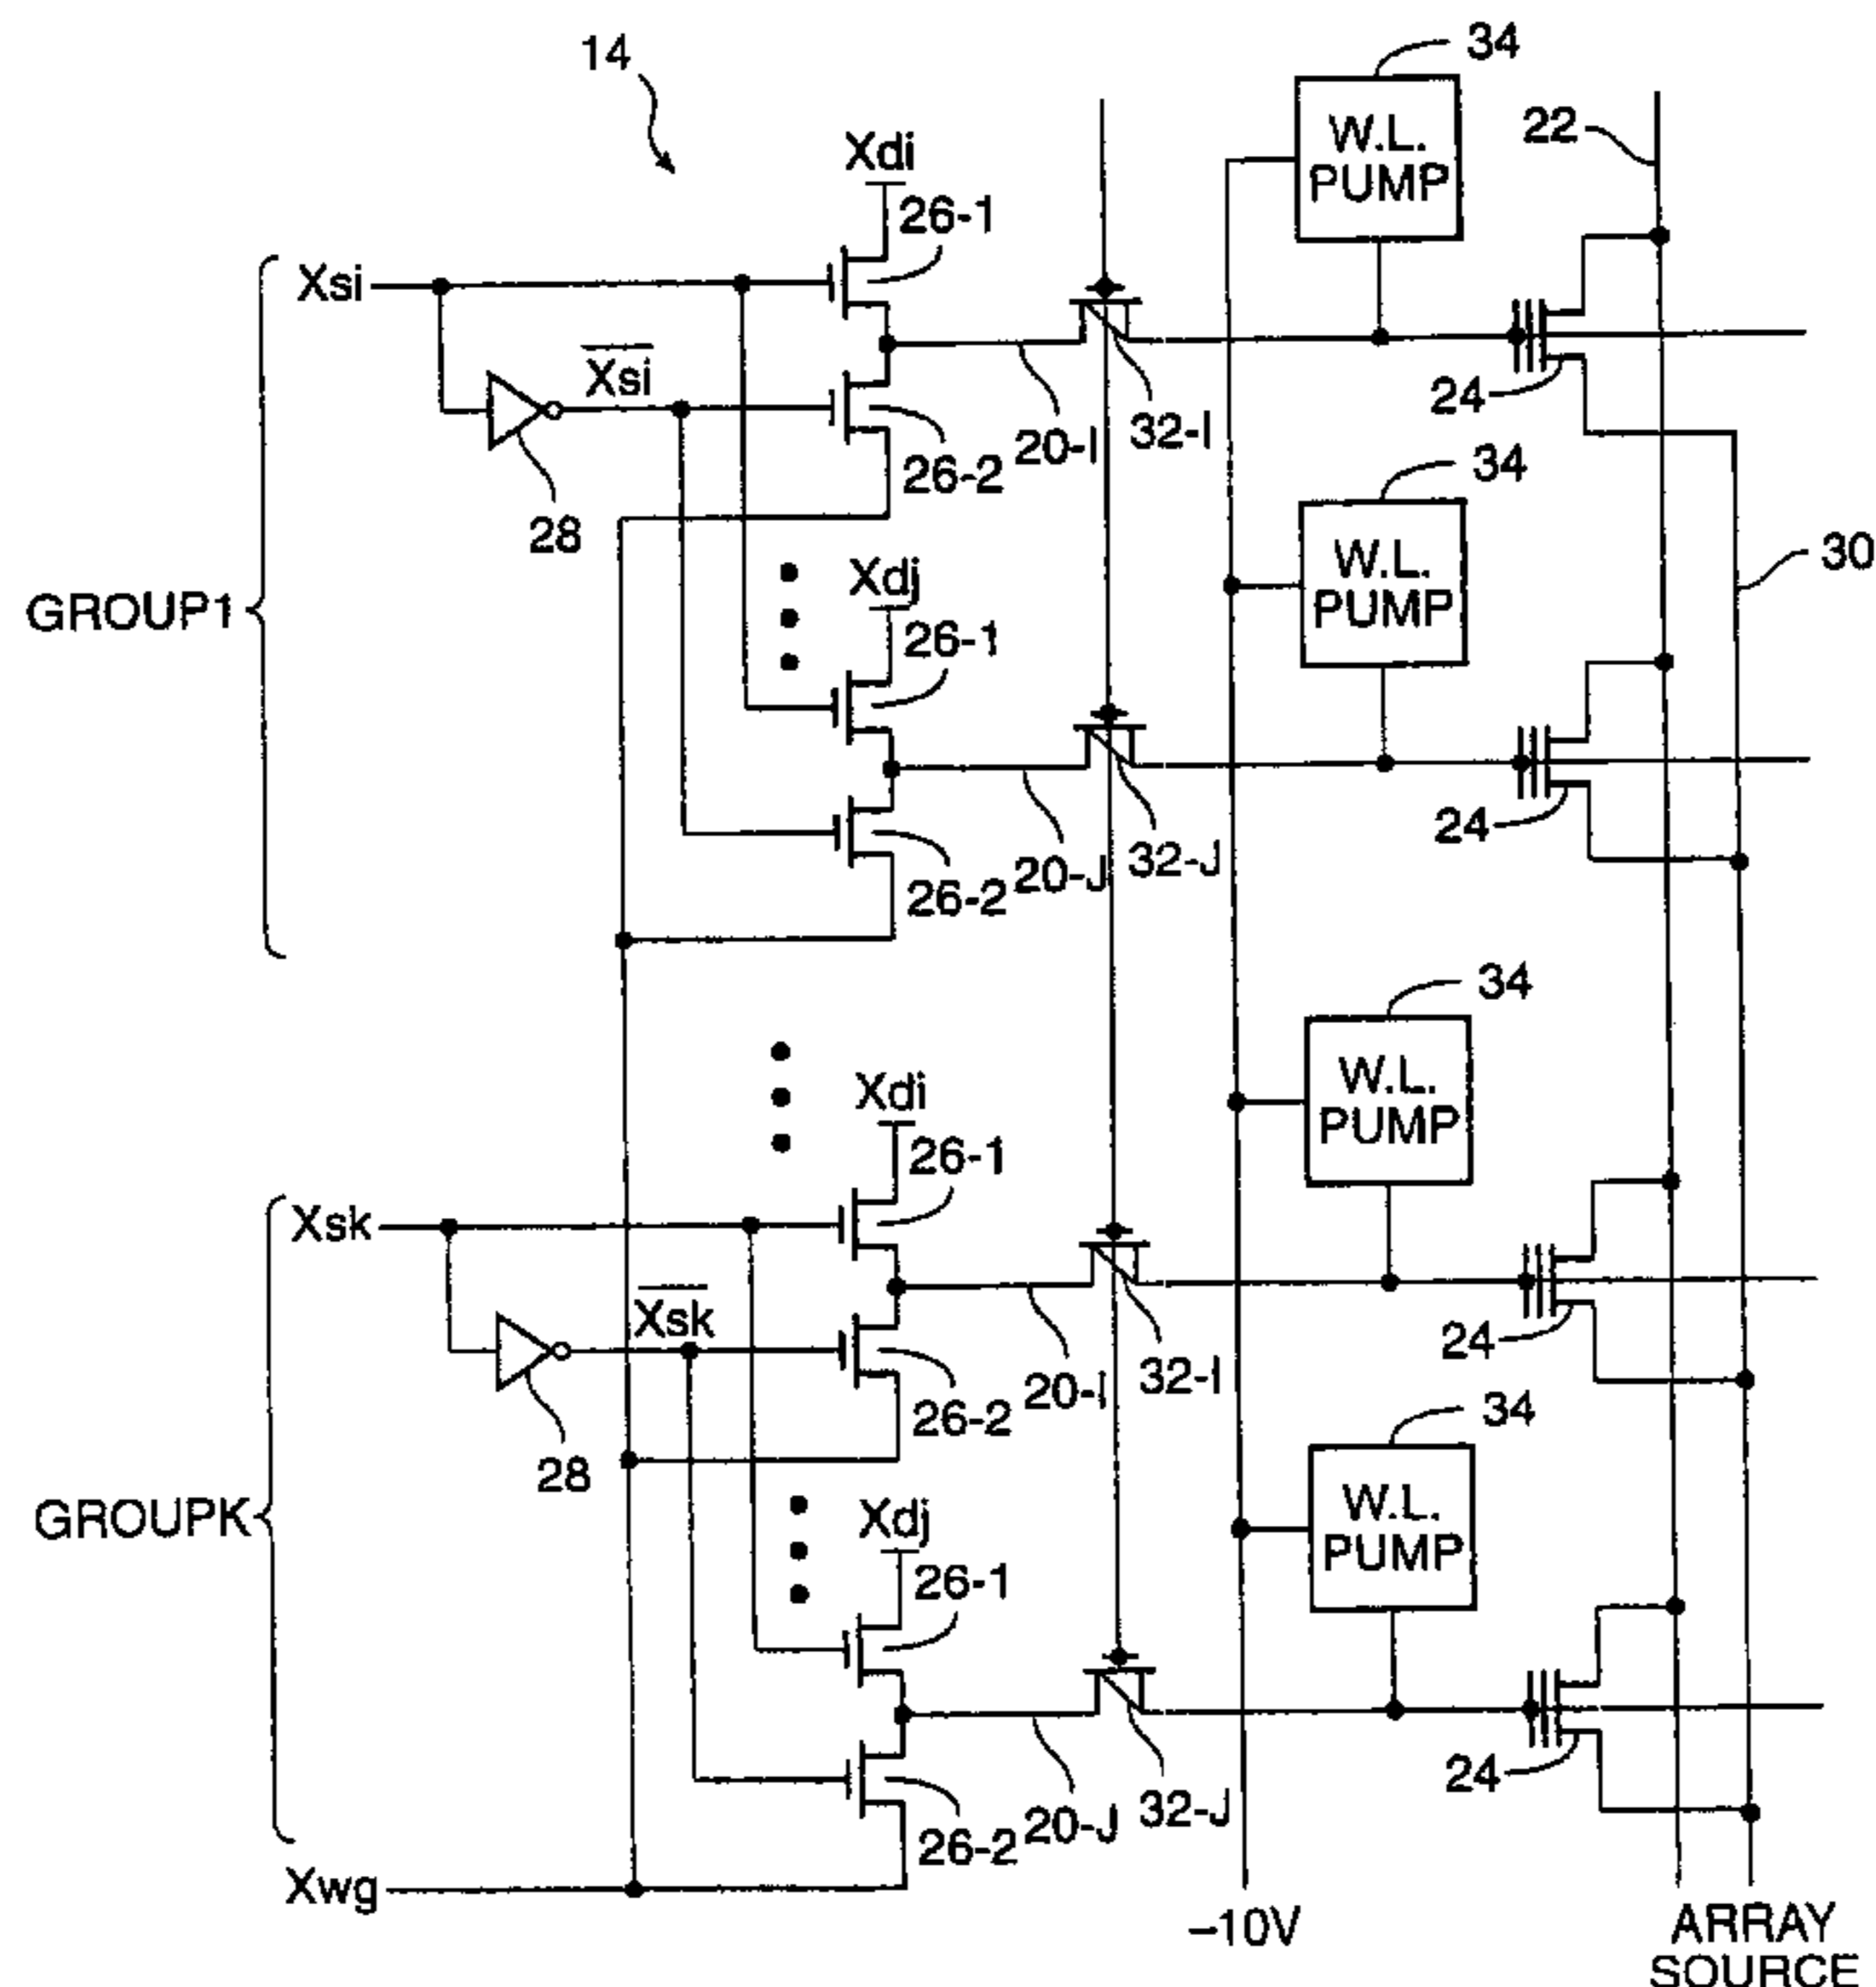 14
34
22
W.L.
PUMP
Xdi
26-1
Xsi
Xsi
24
20-I
32-I
26-2
28
34
30
W.L.
PUMP
Xdj
26-1
GROUP1
24
20-J
32-J
26-2
34
W.L.
PUMP
Xdi
26-1
Xsk
Xsk
24
20-I
32-I
26-2
28
34
W.L.
PUMP
GROUPK
Xdj
26-1
24
20-J
32-J
26-2
Xwg
–10V
ARRAY
SOURCE